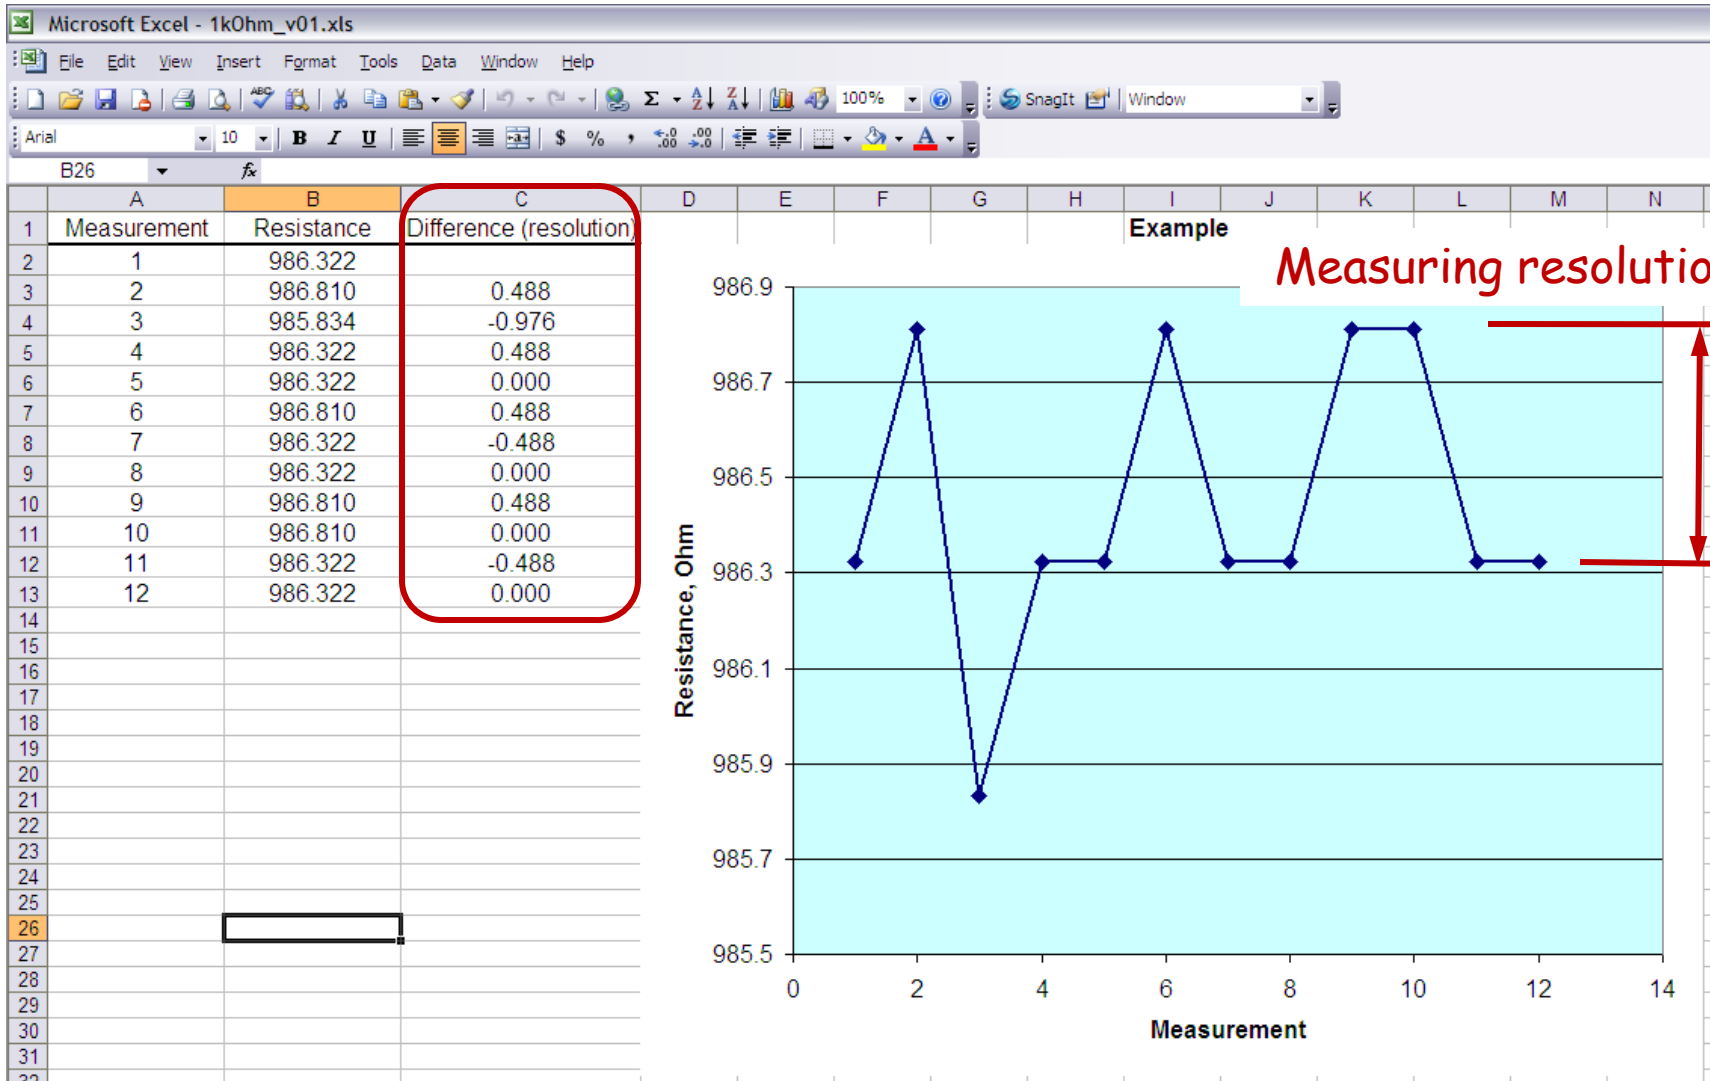 Microsoft Excel - 1kOhm_v01.xls
File Edit View Insert Format Tools Data Window Help
100% SnagIt Window
Arial 10 B I U $ % ,
B26 fx
A B C D E F G H I J K L M N
1 Measurement Resistance Difference (resolution) Example
2 1 986.322
3 2 986.810 0.488
4 3 985.834 -0.976
5 4 986.322 0.488
6 5 986.322 0.000
7 6 986.810 0.488
8 7 986.322 -0.488
9 8 986.322 0.000
10 9 986.810 0.488
11 10 986.810 0.000
12 11 986.322 -0.488
13 12 986.322 0.000
14
15
16
17
18
19
20
21
22
23
24
25
26
27
28
29
30
31
32
Measuring resolutio
986.9
986.7
986.5
986.3
986.1
985.9
985.7
985.5
Resistance, Ohm
0 2 4 6 8 10 12 14
Measurement